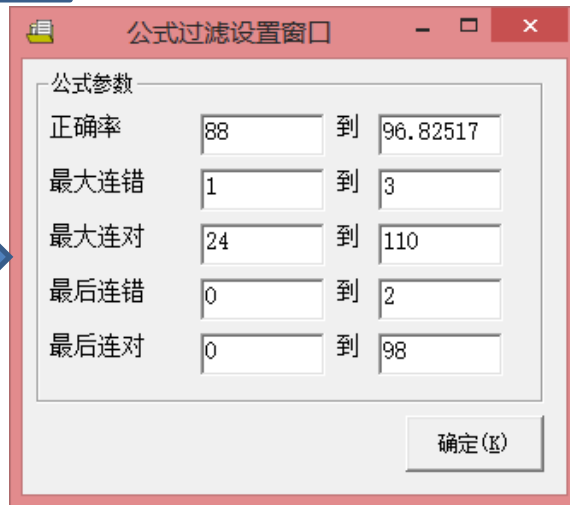 公式过滤设置窗口
公式参数
正确率 88 到 96.82517
最大连错 1 到 3
最大连对 24 到 110
最后连错 0 到 2
最后连对 0 到 98
确定(K)